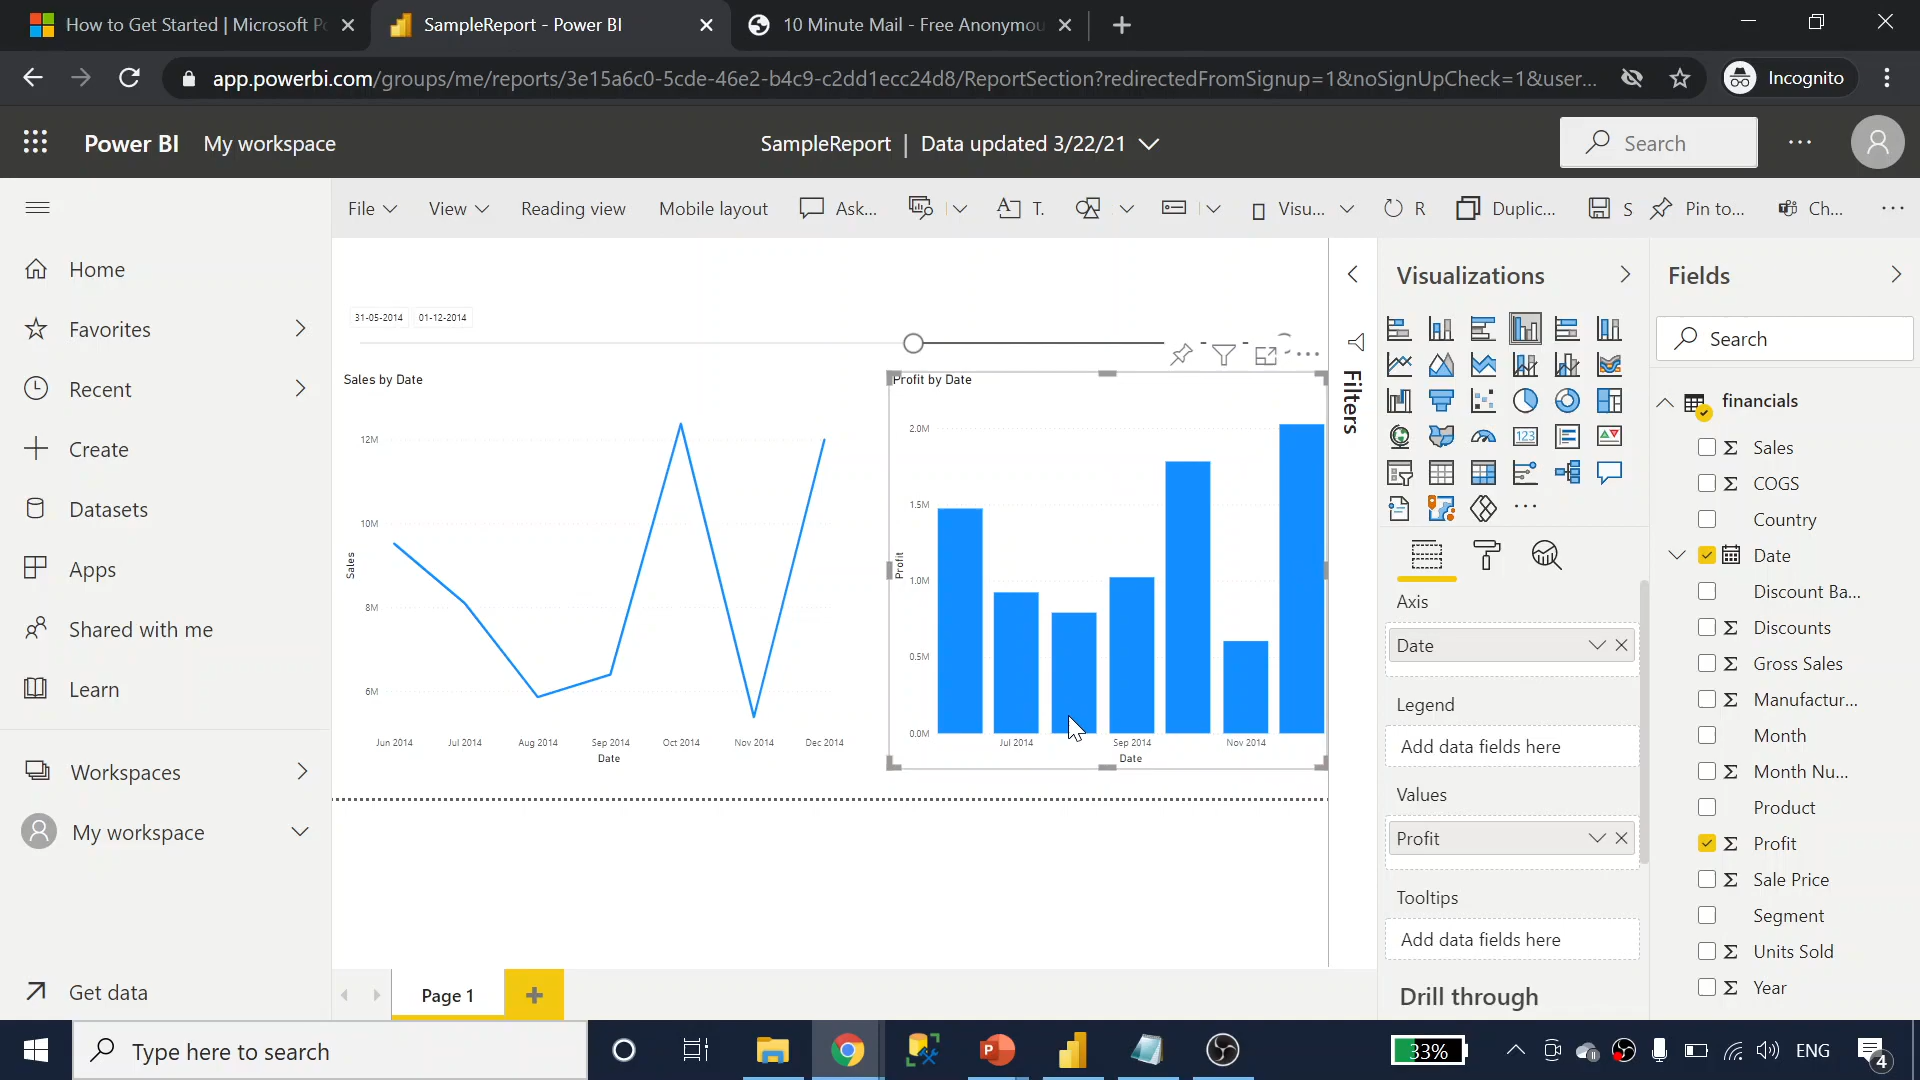 How to Get Started | Microsoft Po
SampleReport - Power BI
10 Minute Mail - Free Anonymou
app.powerbi.com/groups/me/reports/3e15a6c0-5cde-46e2-b4c9-c2dd1ecc24d8/ReportSection?redirectedFromSignup=1&noSignUpCheck=1&user...
Incognito
Power BI
My workspace
SampleReport | Data updated 3/22/21
Search
File
View
Reading view
Mobile layout
Ask...
T.
Visu...
R
Duplic...
S
Pin to...
Ch...
Home
Favorites
Recent
Create
Datasets
Apps
Shared with me
Learn
Workspaces
My workspace
Get data
31-05-2014
01-12-2014
Sales by Date
12M
10M
8M
6M
Sales
Jun 2014
Jul 2014
Aug 2014
Sep 2014
Oct 2014
Nov 2014
Dec 2014
Date
Profit by Date
2.0M
1.5M
1.0M
0.5M
0.0M
Profit
Jul 2014
Sep 2014
Nov 2014
Date
Page 1
Filters
Visualizations
123
Axis
Date
Legend
Add data fields here
Values
Profit
Tooltips
Add data fields here
Drill through
Fields
Search
financials
Sales
COGS
Country
Date
Discount Ba...
Discounts
Gross Sales
Manufactur...
Month
Month Nu...
Product
Profit
Sale Price
Segment
Units Sold
Year
Type here to search
33%
ENG
4